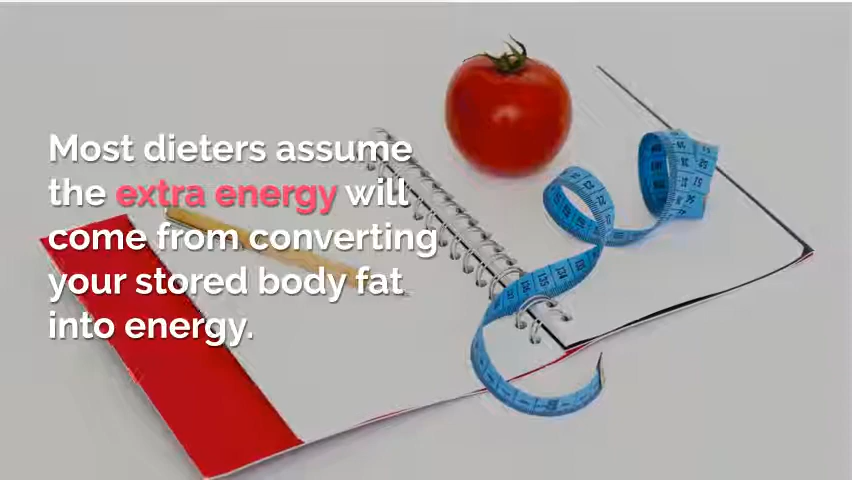 Most dieters assume
the extra energy will
come from converting
your stored body fat
into energy.